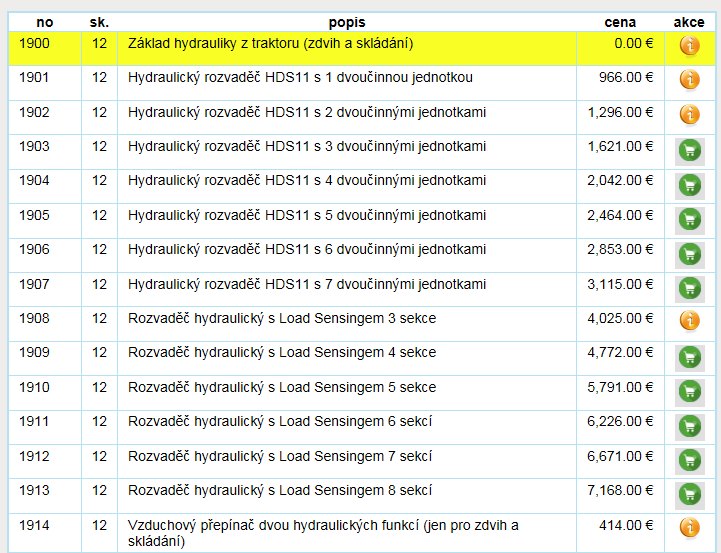 no sk. popis cena akce
1900 12 Základ hydrauliky z traktoru (zdvih a skládání) 0.00 €
1901 12 Hydraulický rozvaděč HDS11 s 1 dvoučinnou jednotkou 966.00 €
1902 12 Hydraulický rozvaděč HDS11 s 2 dvoučinnými jednotkami 1,296.00 €
1903 12 Hydraulický rozvaděč HDS11 s 3 dvoučinnými jednotkami 1,621.00 €
1904 12 Hydraulický rozvaděč HDS11 s 4 dvoučinnými jednotkami 2,042.00 €
1905 12 Hydraulický rozvaděč HDS11 s 5 dvoučinnými jednotkami 2,464.00 €
1906 12 Hydraulický rozvaděč HDS11 s 6 dvoučinnými jednotkami 2,853.00 €
1907 12 Hydraulický rozvaděč HDS11 s 7 dvoučinnými jednotkami 3,115.00 €
1908 12 Rozvaděč hydraulický s Load Sensingem 3 sekce 4,025.00 €
1909 12 Rozvaděč hydraulický s Load Sensingem 4 sekce 4,772.00 €
1910 12 Rozvaděč hydraulický s Load Sensingem 5 sekce 5,791.00 €
1911 12 Rozvaděč hydraulický s Load Sensingem 6 sekcí 6,226.00 €
1912 12 Rozvaděč hydraulický s Load Sensingem 7 sekcí 6,671.00 €
1913 12 Rozvaděč hydraulický s Load Sensingem 8 sekcí 7,168.00 €
1914 12 Vzduchový přepínač dvou hydraulických funkcí (jen pro zdvih a 414.00 €
skládání)